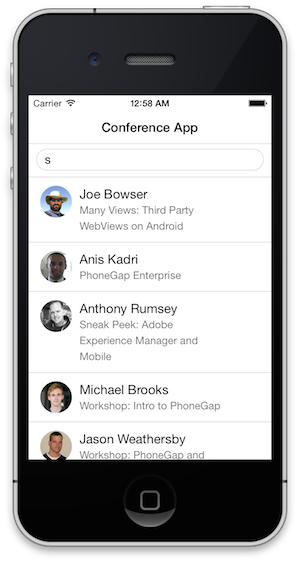 Carrier 12:58 AM
Conference App
s
Joe Bowser
Many Views: Third Party
WebViews on Android
Anis Kadri
PhoneGap Enterprise
Anthony Rumsey
Sneak Peek: Adobe
Experience Manager and
Mobile
Michael Brooks
Workshop: Intro to PhoneGap
Jason Weathersby
Workshop: PhoneGap and